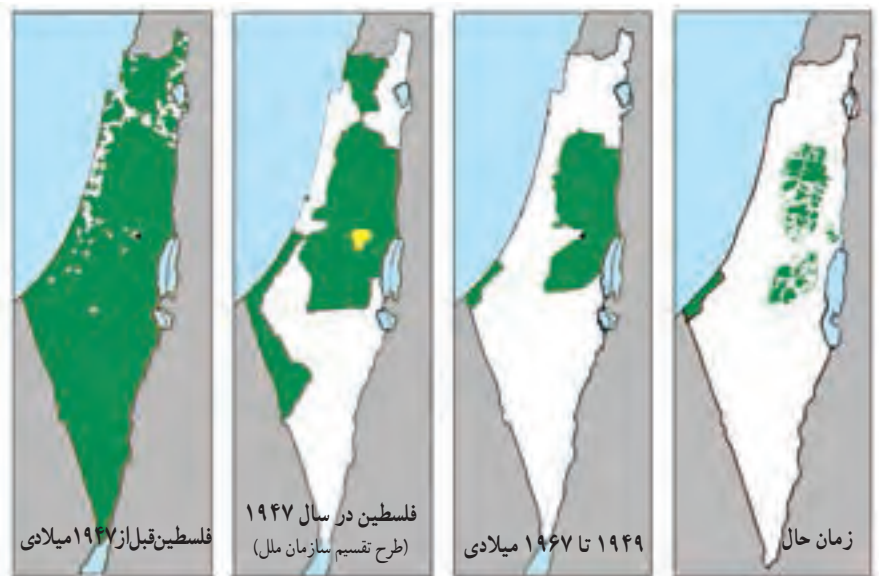 فلسطین‌قبل‌از۱۹۴۷میلادی
فلسطین در سال ۱۹۴۷
(طرح تقسیم سازمان ملل)
۱۹۴۹ تا ۱۹۶۷ میلادی
زمان حال